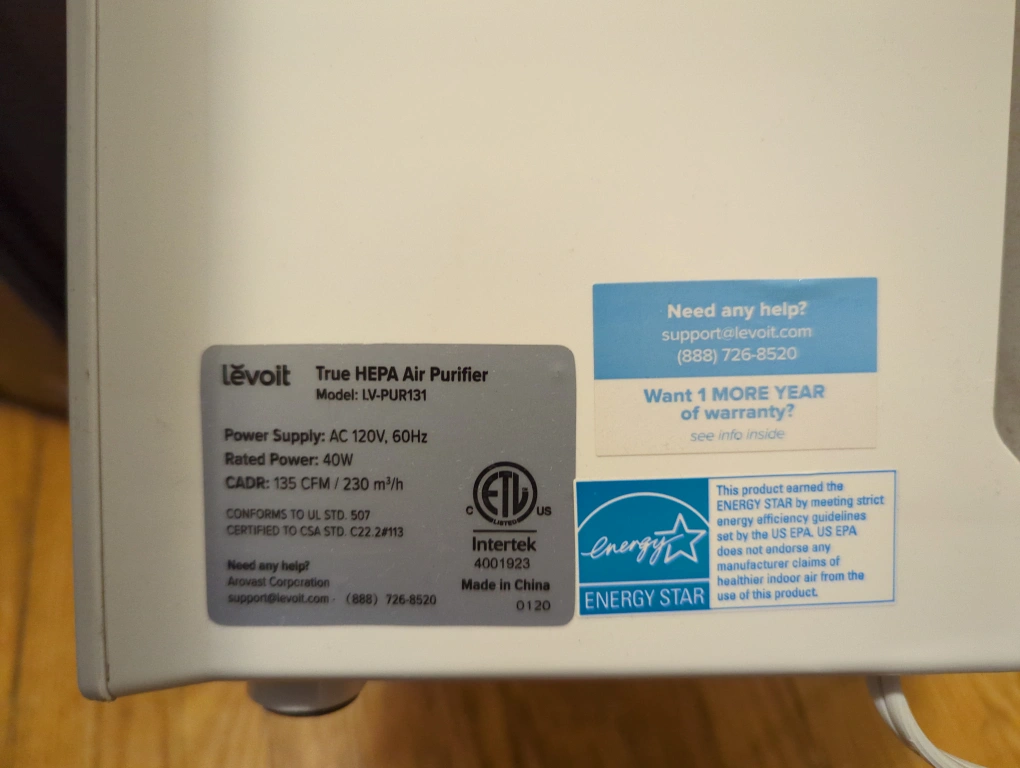 Need any help?
support@levoit.com
(888) 726-8520
Want 1 MORE YEAR
of warranty?
see info inside
levoit
True HEPA Air Purifier
Model: LV-PUR131
Power Supply: AC 120V, 60Hz
Rated Power: 40W
CADR: 135 CFM / 230 m³/h
CONFORMS TO UL STD. 507
CERTIFIED TO CSA STD. C22.2#113
Need any help?
Arovast Corporation
support@levoit.com · (888) 726-8520
ETL
LISTED
C US
Intertek
4001923
Made in China
0120
energy
ENERGY STAR
This product earned the
ENERGY STAR by meeting strict
energy efficiency guidelines
set by the US EPA. US EPA
does not endorse any
manufacturer claims of
healthier indoor air from the
use of this product.